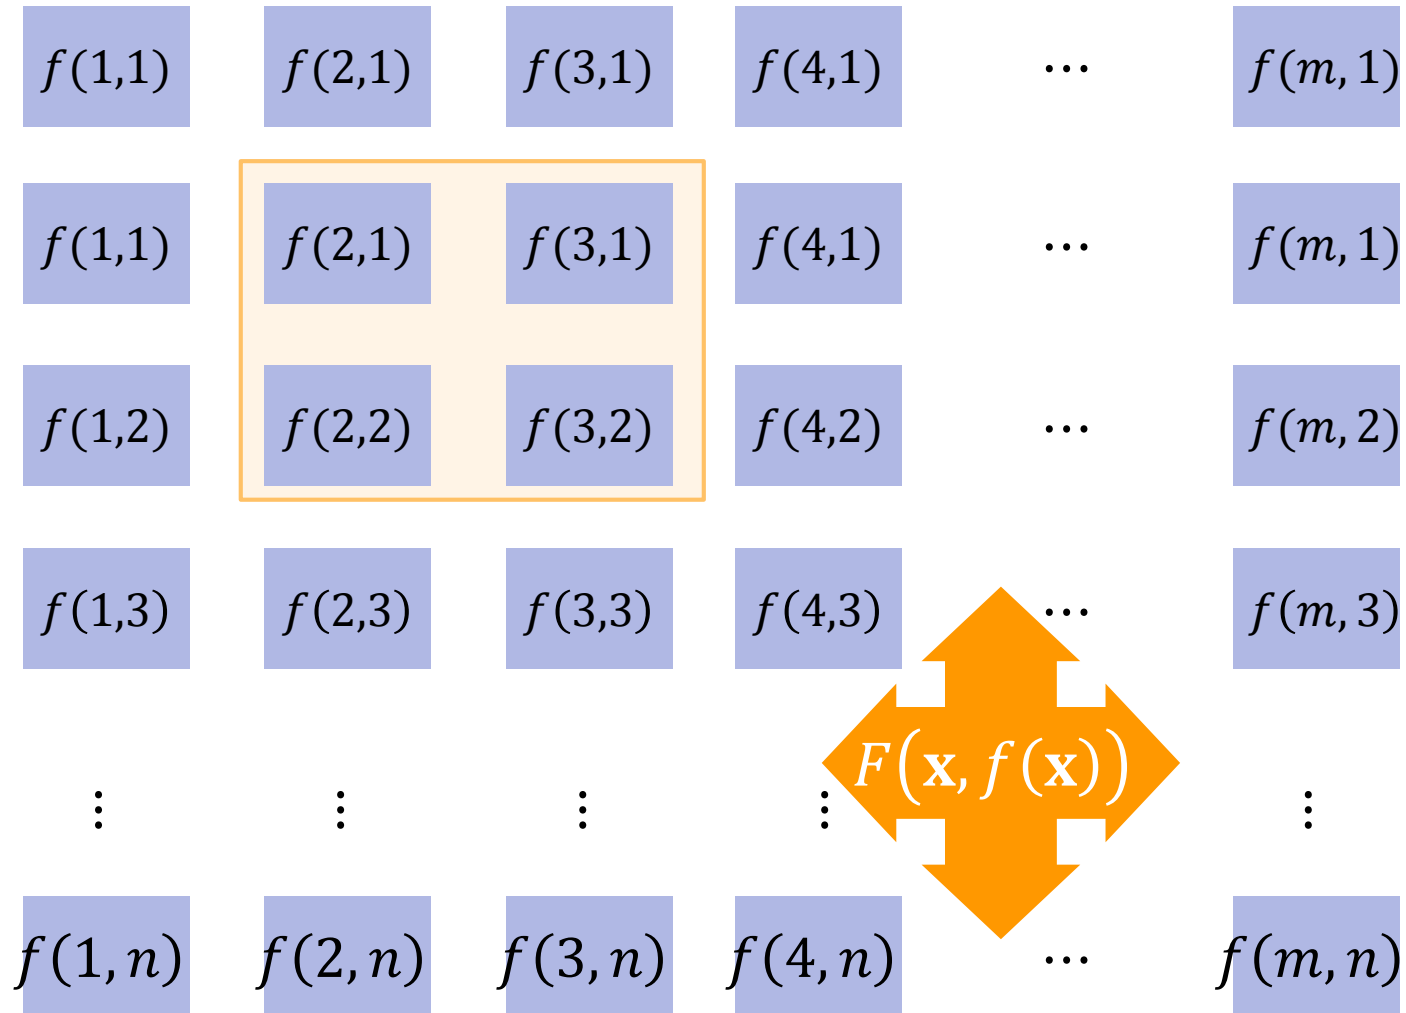 f(1,1) f(2,1) f(3,1) f(4,1) ⋯ f(m, 1)
f(1,1) f(2,1) f(3,1) f(4,1) ⋯ f(m, 1)
f(1,2) f(2,2) f(3,2) f(4,2) ⋯ f(m, 2)
f(1,3) f(2,3) f(3,3) f(4,3) ⋯ f(m, 3)
F(𝐱, f(𝐱))
⋮ ⋮ ⋮ ⋮ ⋮
f(1, n) f(2, n) f(3, n) f(4, n) ⋯ f(m, n)